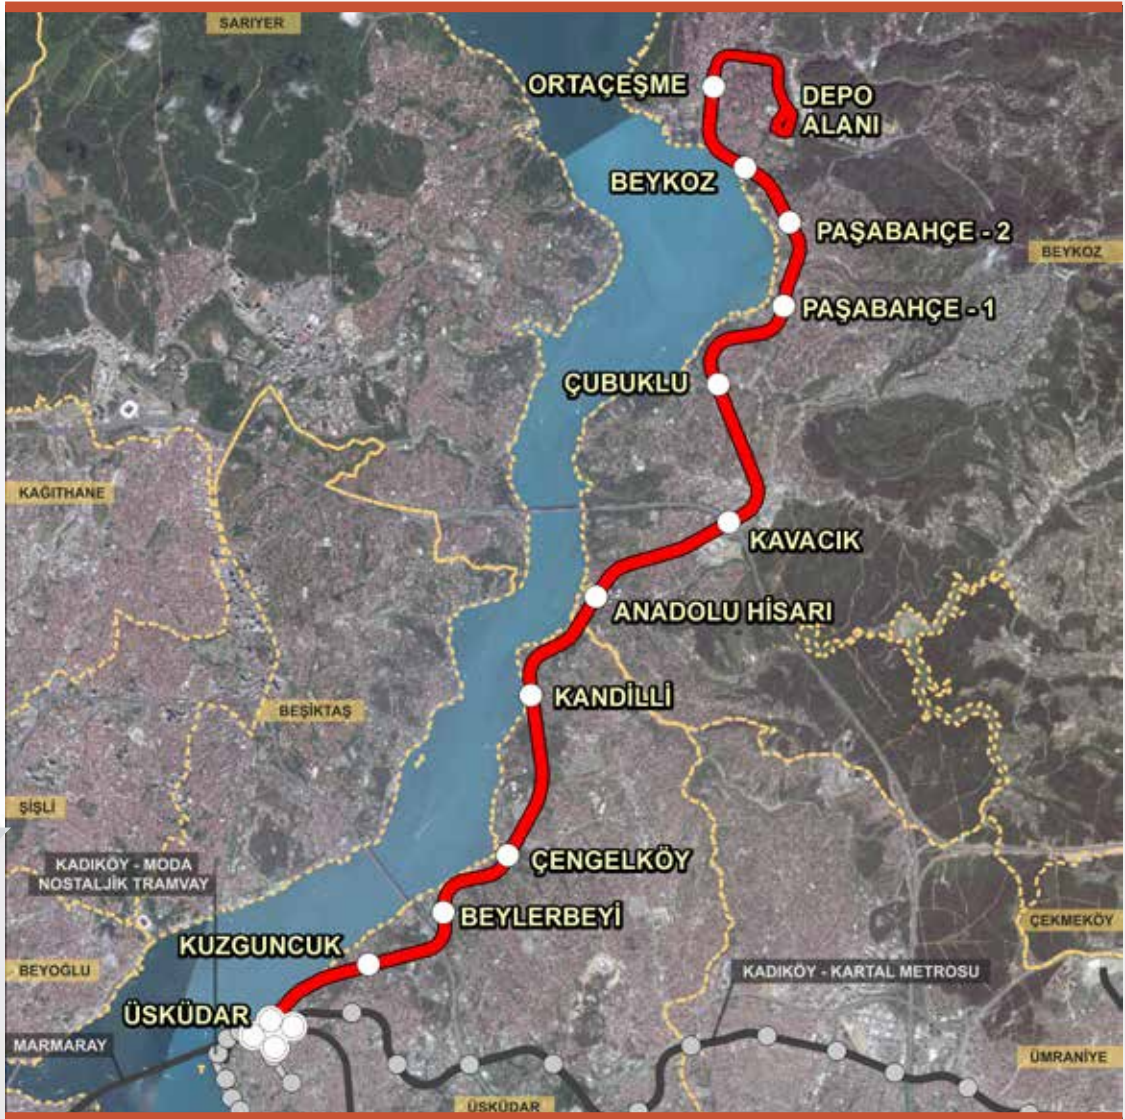 SARIYER
ORTAÇEŞME
DEPO
ALANI
BEYKOZ
PAŞABAHÇE - 2
BEYKOZ
PAŞABAHÇE - 1
ÇUBUKLU
KAĞITHANE
KAVACIK
ANADOLU HİSARI
KANDİLLİ
BEŞİKTAŞ
ŞİŞLİ
KADIKÖY - MODA
NOSTALJİK TRAMVAY
ÇENGELKÖY
BEYLERBEYİ
ÇEKMEKÖY
KUZGUNCUK
BEYOĞLU
KADIKÖY - KARTAL METROSU
ÜSKÜDAR
MARMARAY
ÜMRANİYE
ÜSKÜDAR